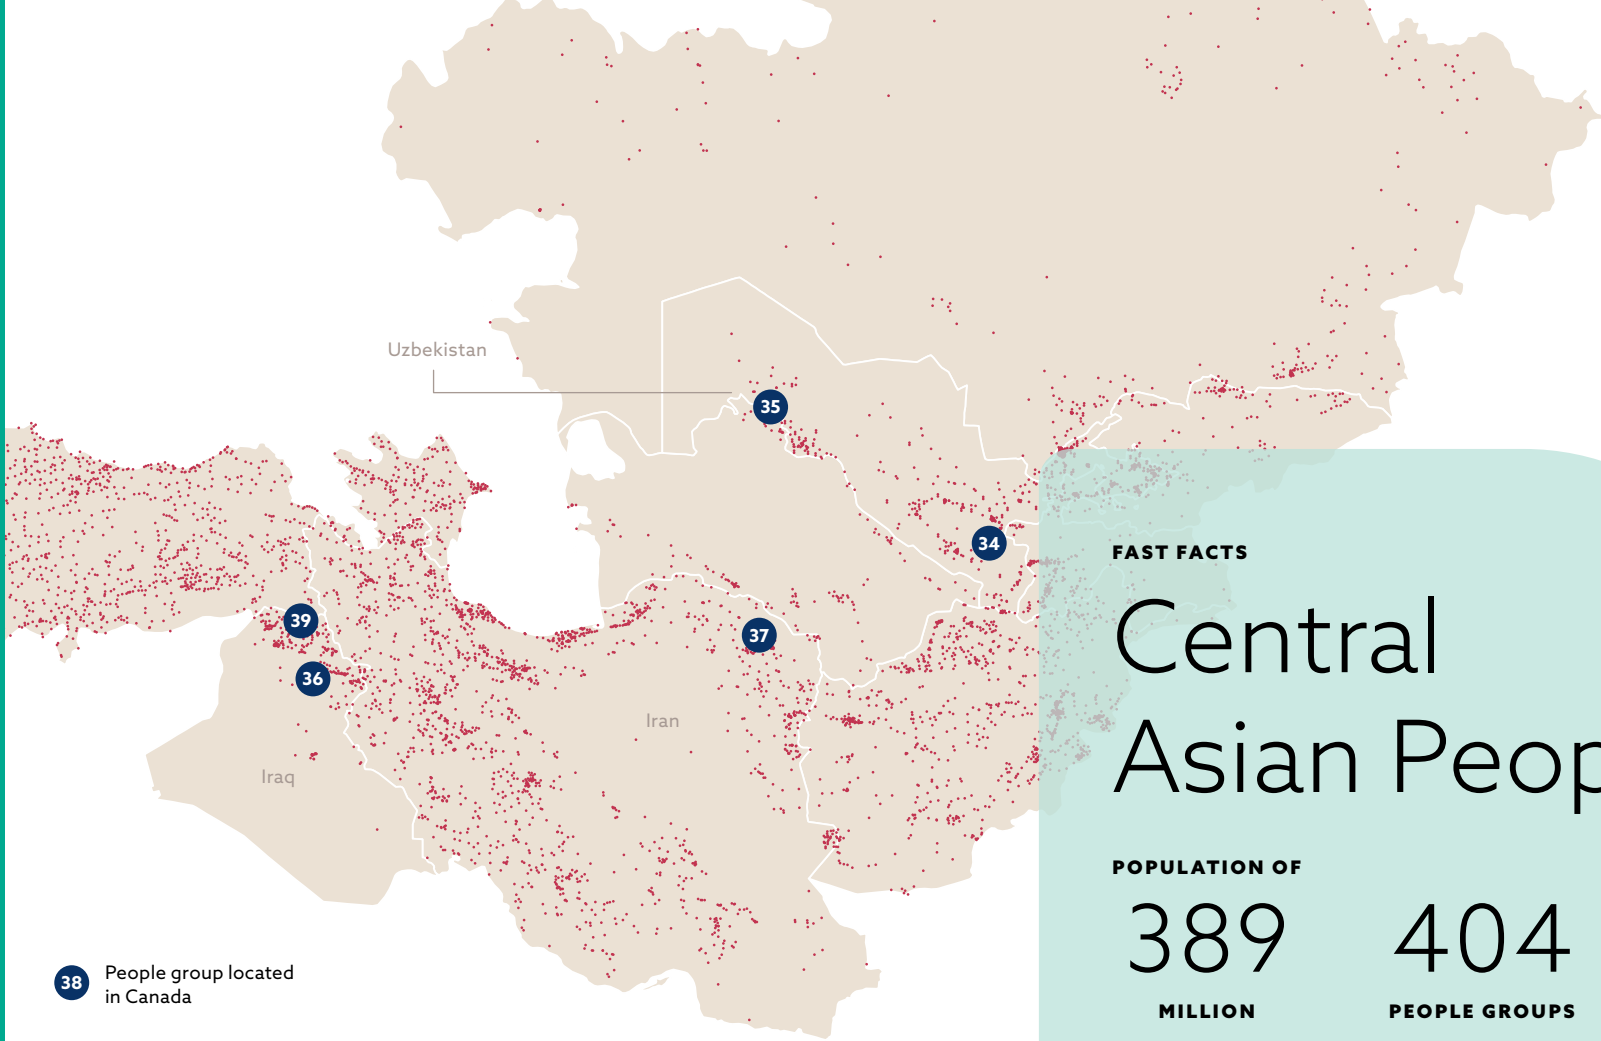 Uzbekistan
35
34
39
37
36
Iran
Iraq
38
People group located
in Canada
FAST FACTS
Central
Asian Peop
POPULATION OF
389
MILLION
404
PEOPLE GROUPS